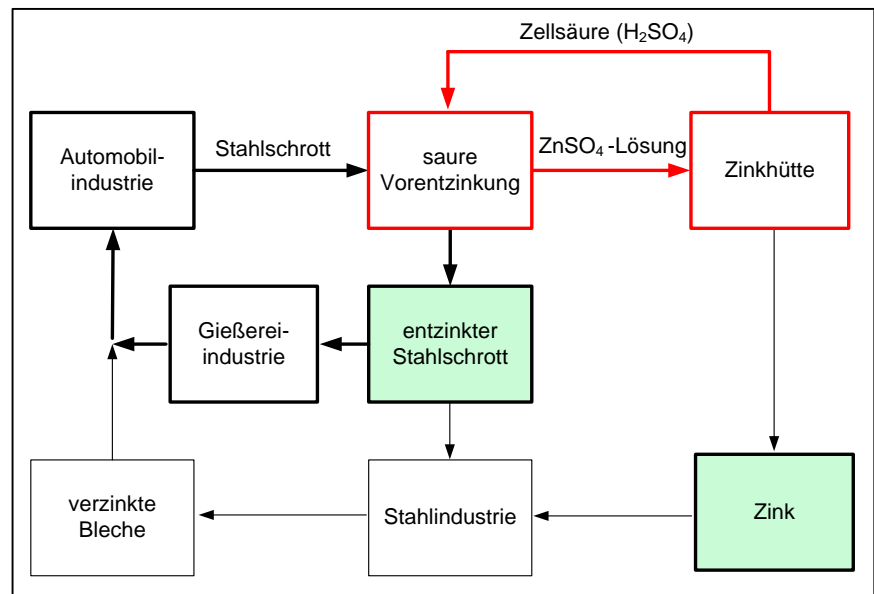 Zellsäure (H₂SO₄)
Automobil-
industrie
Stahlschrott
saure
Vorentzinkung
ZnSO₄ -Lösung
Zinkhütte
Gießerei-
industrie
entzinkter
Stahlschrott
verzinkte
Bleche
Stahlindustrie
Zink